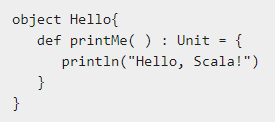 object Hello{
   def printMe( ) : Unit = {
      println("Hello, Scala!")
   }
}